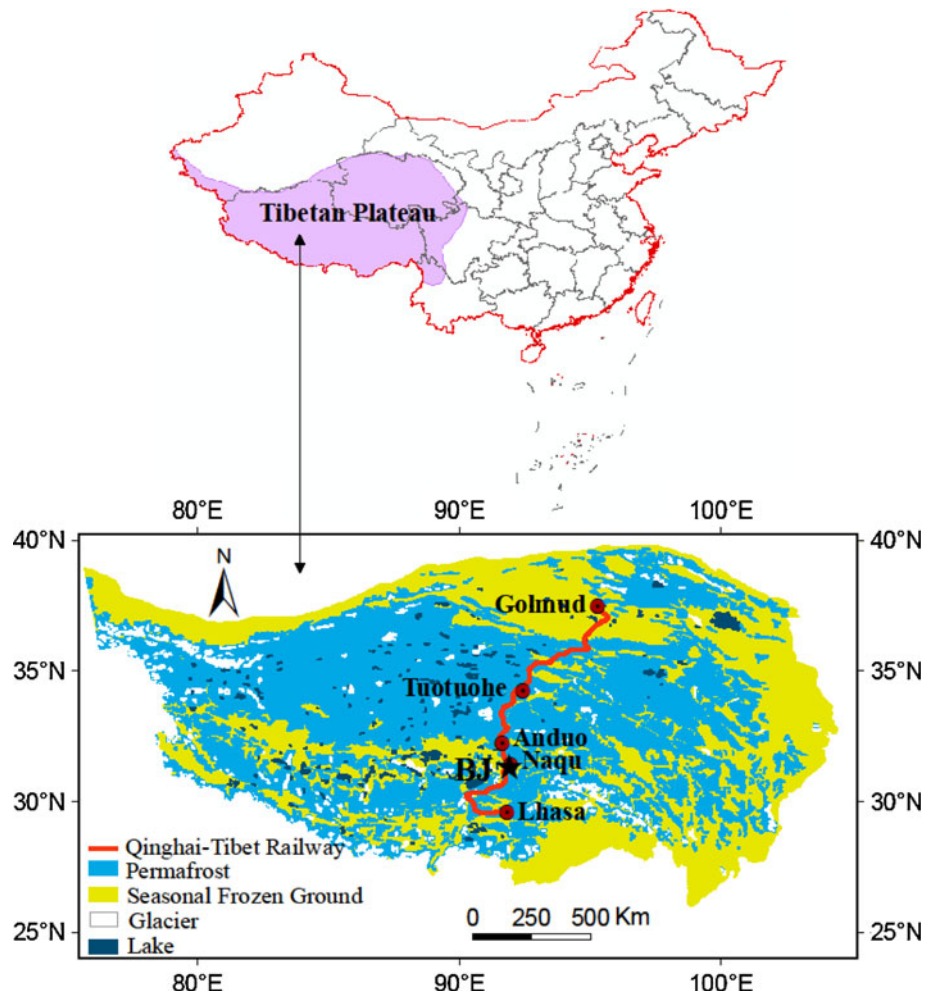 Tibetan Plateau
80°E 90°E 100°E
40°N 40°N
N
Golmud
35°N 35°N
Tuotuohe
Anduo
Naqu
BJ
30°N 30°N
Lhasa
Qinghai-Tibet Railway
Permafrost
Seasonal Frozen Ground
Glacier
Lake
0 250 500 Km
25°N 25°N
80°E 90°E 100°E